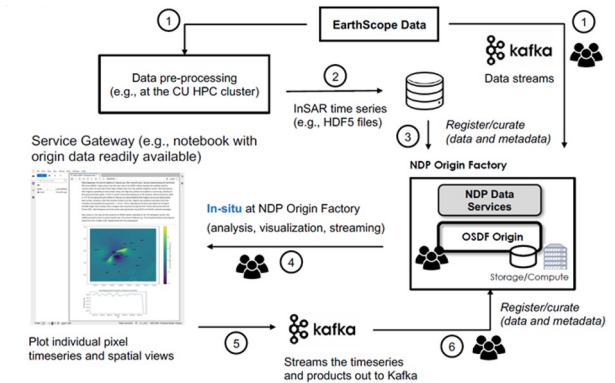 EarthScope Data
1
1
kafka
Data streams
Data pre-processing
(e.g., at the CU HPC cluster)
2
InSAR time series
(e.g., HDF5 files)
3
Register/curate
(data and metadata)
Service Gateway (e.g., notebook with
origin data readily available)
NDP Origin Factory
NDP Data
Services
OSDF Origin
Storage/Compute
In-situ at NDP Origin Factory
(analysis, visualization, streaming)
4
Register/curate
(data and metadata)
5
kafka
6
Plot individual pixel
timeseries and spatial views
Streams the timeseries
and products out to Kafka